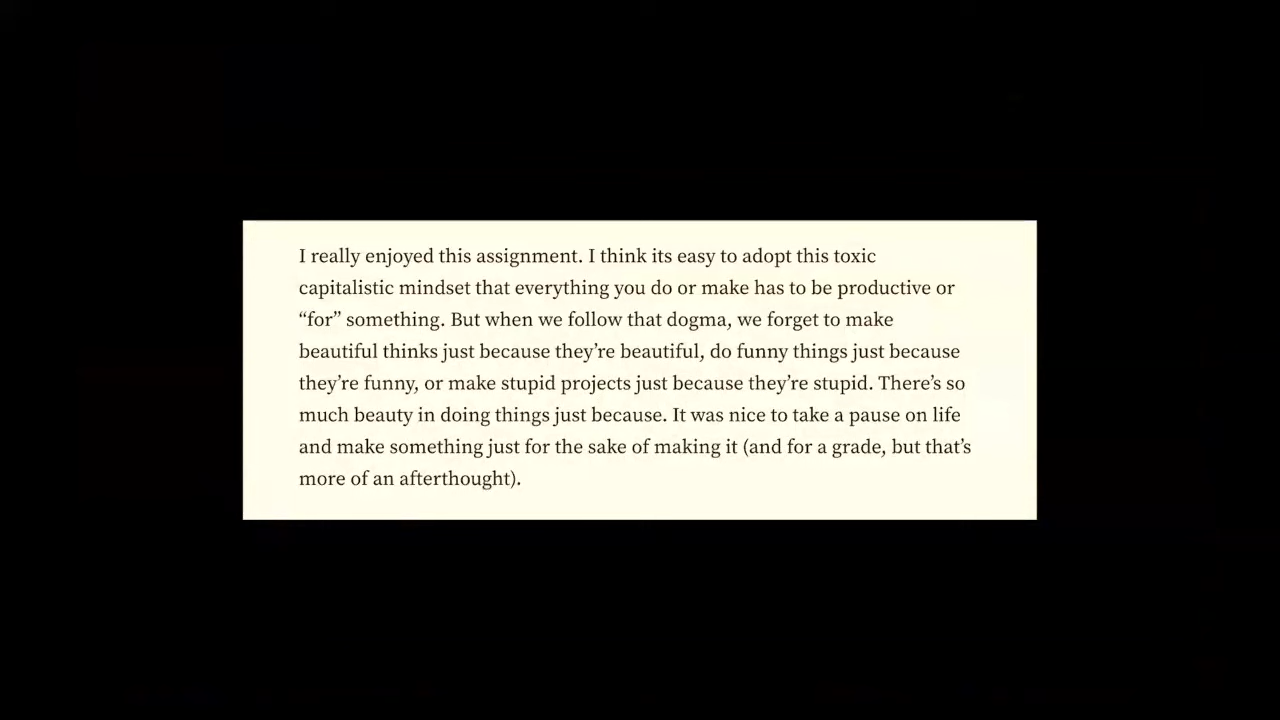 I really enjoyed this assignment. I think its easy to adopt this toxic
capitalistic mindset that everything you do or make has to be productive or
“for” something. But when we follow that dogma, we forget to make
beautiful thinks just because they’re beautiful, do funny things just because
they’re funny, or make stupid projects just because they’re stupid. There’s so
much beauty in doing things just because. It was nice to take a pause on life
and make something just for the sake of making it (and for a grade, but that’s
more of an afterthought).